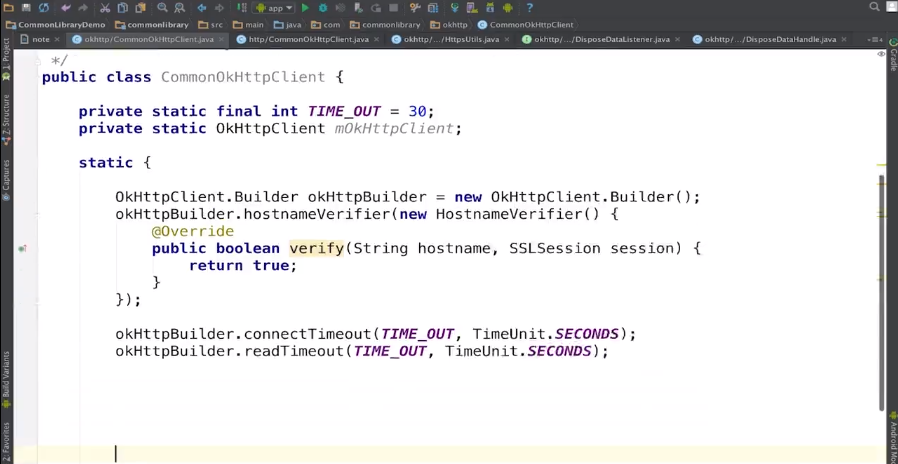 app
CommonLibraryDemo commonlibrary src main java com commonlibrary okhttp CommonOkHttpClient
note okhttp/CommonOkHttpClient.java http/CommonOkHttpClient.java okhttp/.../HttpsUtils.java okhttp/.../DisposeDataListener.java okhttp/.../DisposeDataHandle.java
1: Project
Z: Structure
Captures
Build Variants
2: Favorites
Gradle
*/
public class CommonOkHttpClient {
private static final int TIME_OUT = 30;
private static OkHttpClient mOkHttpClient;
static {
OkHttpClient.Builder okHttpBuilder = new OkHttpClient.Builder();
okHttpBuilder.hostnameVerifier(new HostnameVerifier() {
@Override
public boolean verify(String hostname, SSLSession session) {
return true;
}
});
okHttpBuilder.connectTimeout(TIME_OUT, TimeUnit.SECONDS);
okHttpBuilder.readTimeout(TIME_OUT, TimeUnit.SECONDS);